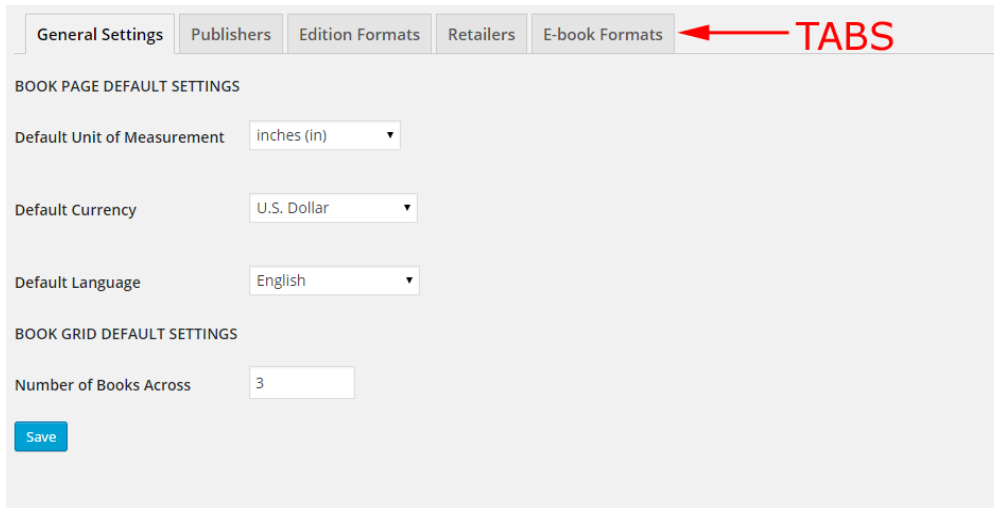 General Settings Publishers Edition Formats Retailers E-book Formats TABS
BOOK PAGE DEFAULT SETTINGS
Default Unit of Measurement inches (in)
Default Currency U.S. Dollar
Default Language English
BOOK GRID DEFAULT SETTINGS
Number of Books Across 3
Save